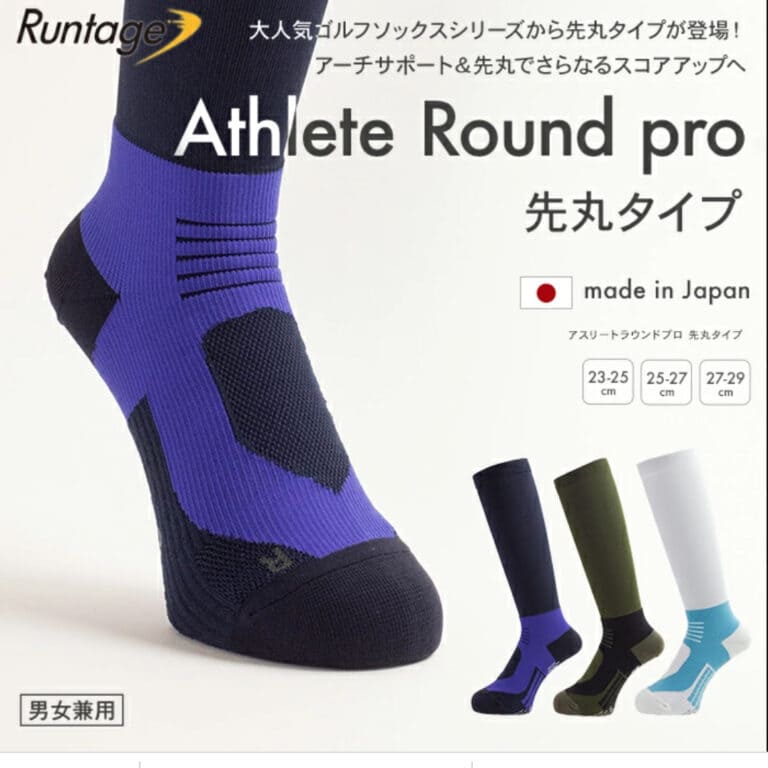 Runtage
大人気ゴルフソックスシリーズから先丸タイプが登場！
アーチサポート＆先丸でさらなるスコアアップへ
Athlete Round pro
先丸タイプ
made in Japan
アスリートラウンドプロ 先丸タイプ
23-25 cm
25-27 cm
27-29 cm
R
男女兼用